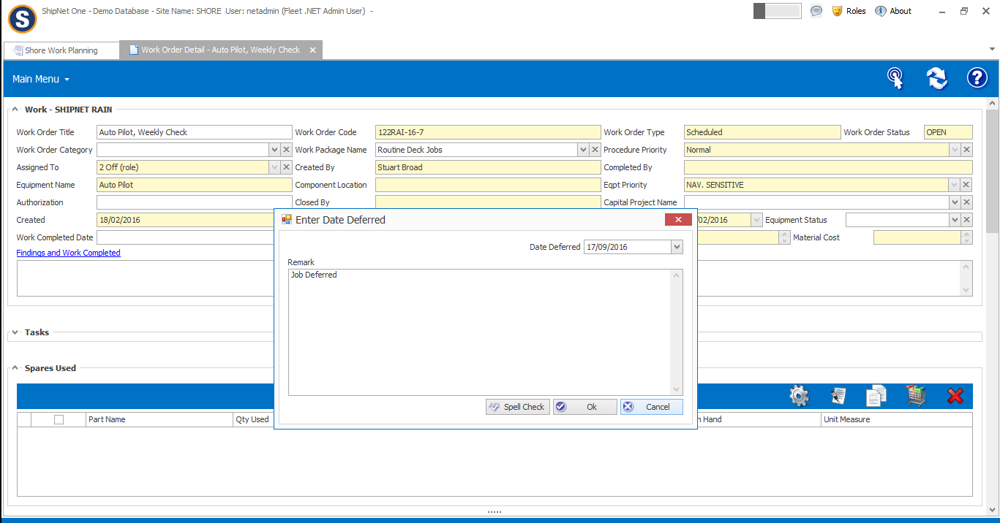 ShipNet One - Demo Database - Site Name: SHORE User: netadmin (Fleet .NET Admin User) -
Roles
About
S
Shore Work Planning
Work Order Detail - Auto Pilot, Weekly Check
Main Menu
Work - SHIPNET RAIN
Work Order Title Auto Pilot, Weekly Check Work Order Code 122RAI-16-7 Work Order Type Scheduled Work Order Status OPEN
Work Order Category Work Package Name Routine Deck Jobs Procedure Priority Normal
Assigned To 2 Off (role) Created By Stuart Broad Completed By
Equipment Name Auto Pilot Component Location Eqpt Priority NAV. SENSITIVE
Authorization Closed By Capital Project Name
Created 18/02/2016 /02/2016 Equipment Status
Work Completed Date Material Cost
Findings and Work Completed
Enter Date Deferred
Date Deferred 17/09/2016
Remark
Job Deferred
Spell Check Ok Cancel
Tasks
Spares Used
Part Name Qty Used Hand Unit Measure